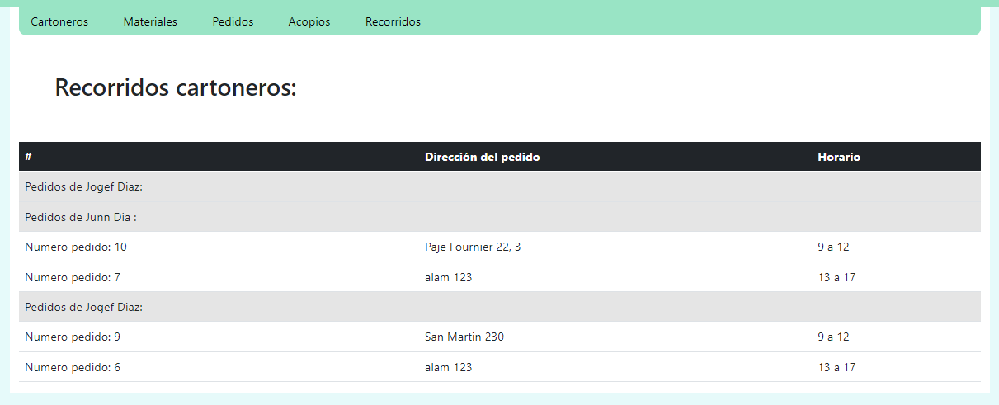 Cartoneros Materiales Pedidos Acopios Recorridos
Recorridos cartoneros:
# Dirección del pedido Horario
Pedidos de Jogef Diaz:
Pedidos de Junn Dia :
Numero pedido: 10 Paje Fournier 22, 3 9 a 12
Numero pedido: 7 alam 123 13 a 17
Pedidos de Jogef Diaz:
Numero pedido: 9 San Martin 230 9 a 12
Numero pedido: 6 alam 123 13 a 17